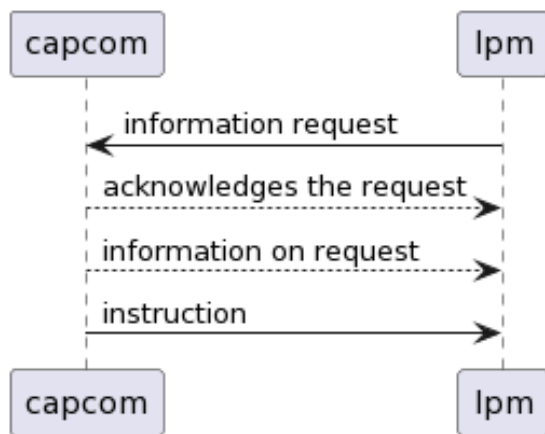 capcom lpm
information request
acknowledges the request
information on request
instruction
capcom lpm